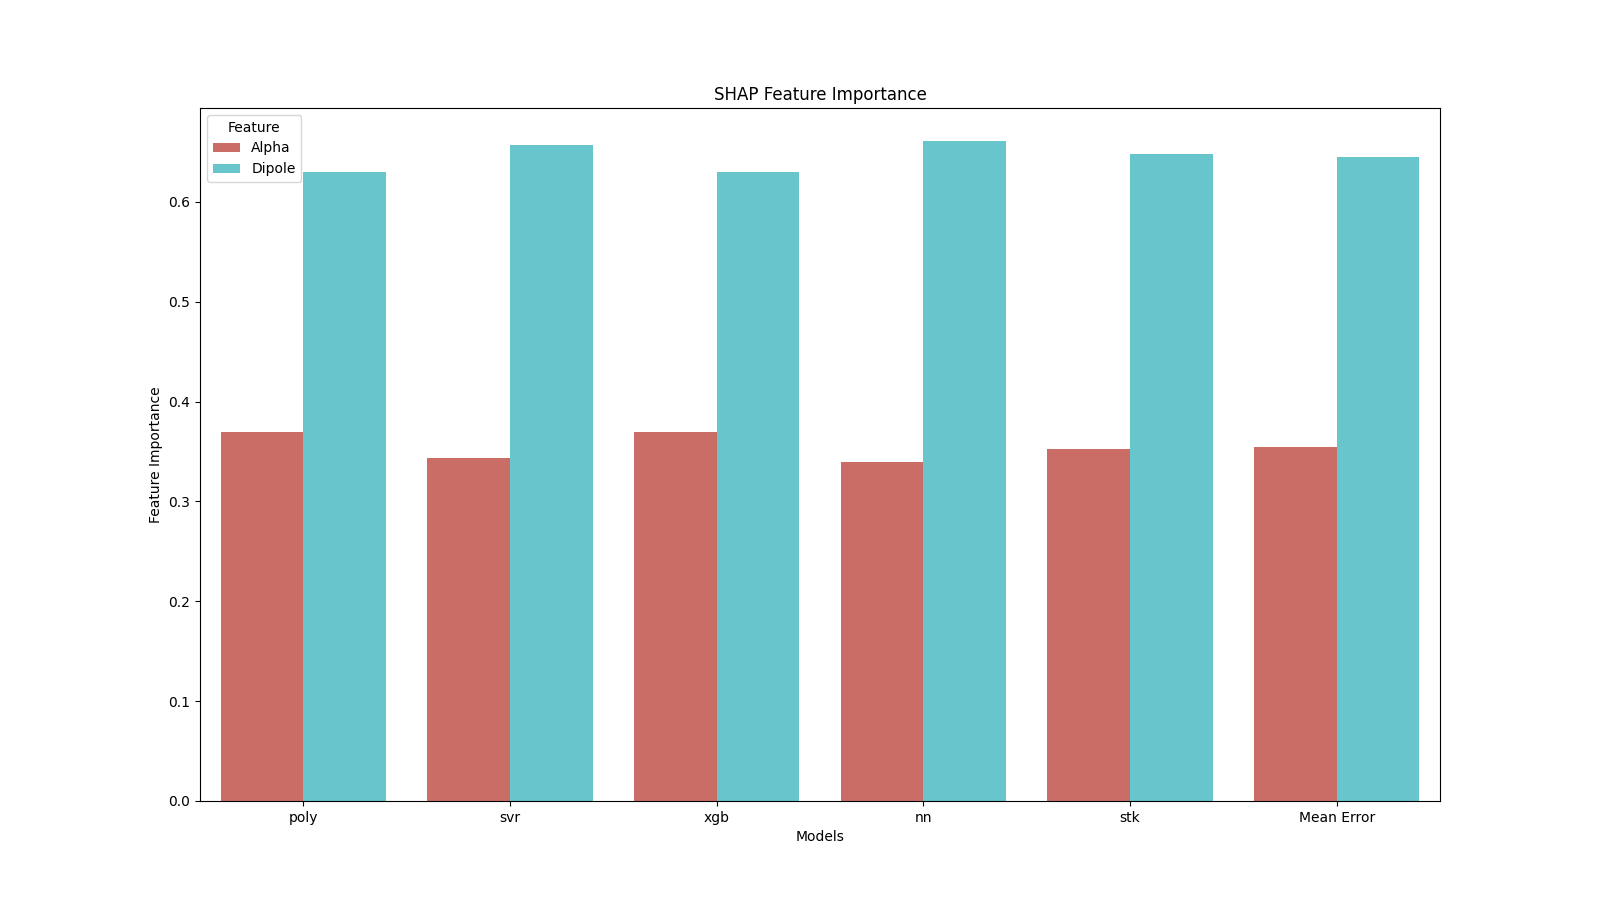 SHAP Feature Importance
Feature
Alpha
Dipole
Feature Importance
0.6
0.5
0.4
0.3
0.2
0.1
0.0
poly svr xgb nn stk Mean Error
Models